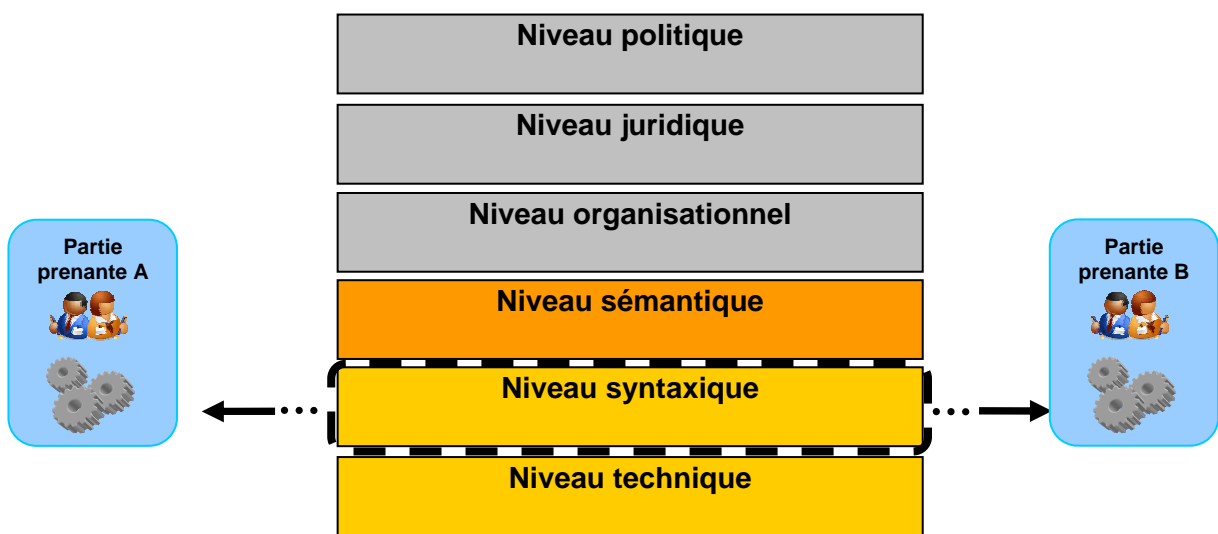 Niveau politique
Niveau juridique
Niveau organisationnel
Partie
prenante A
Partie
prenante B
Niveau sémantique
Niveau syntaxique
Niveau technique